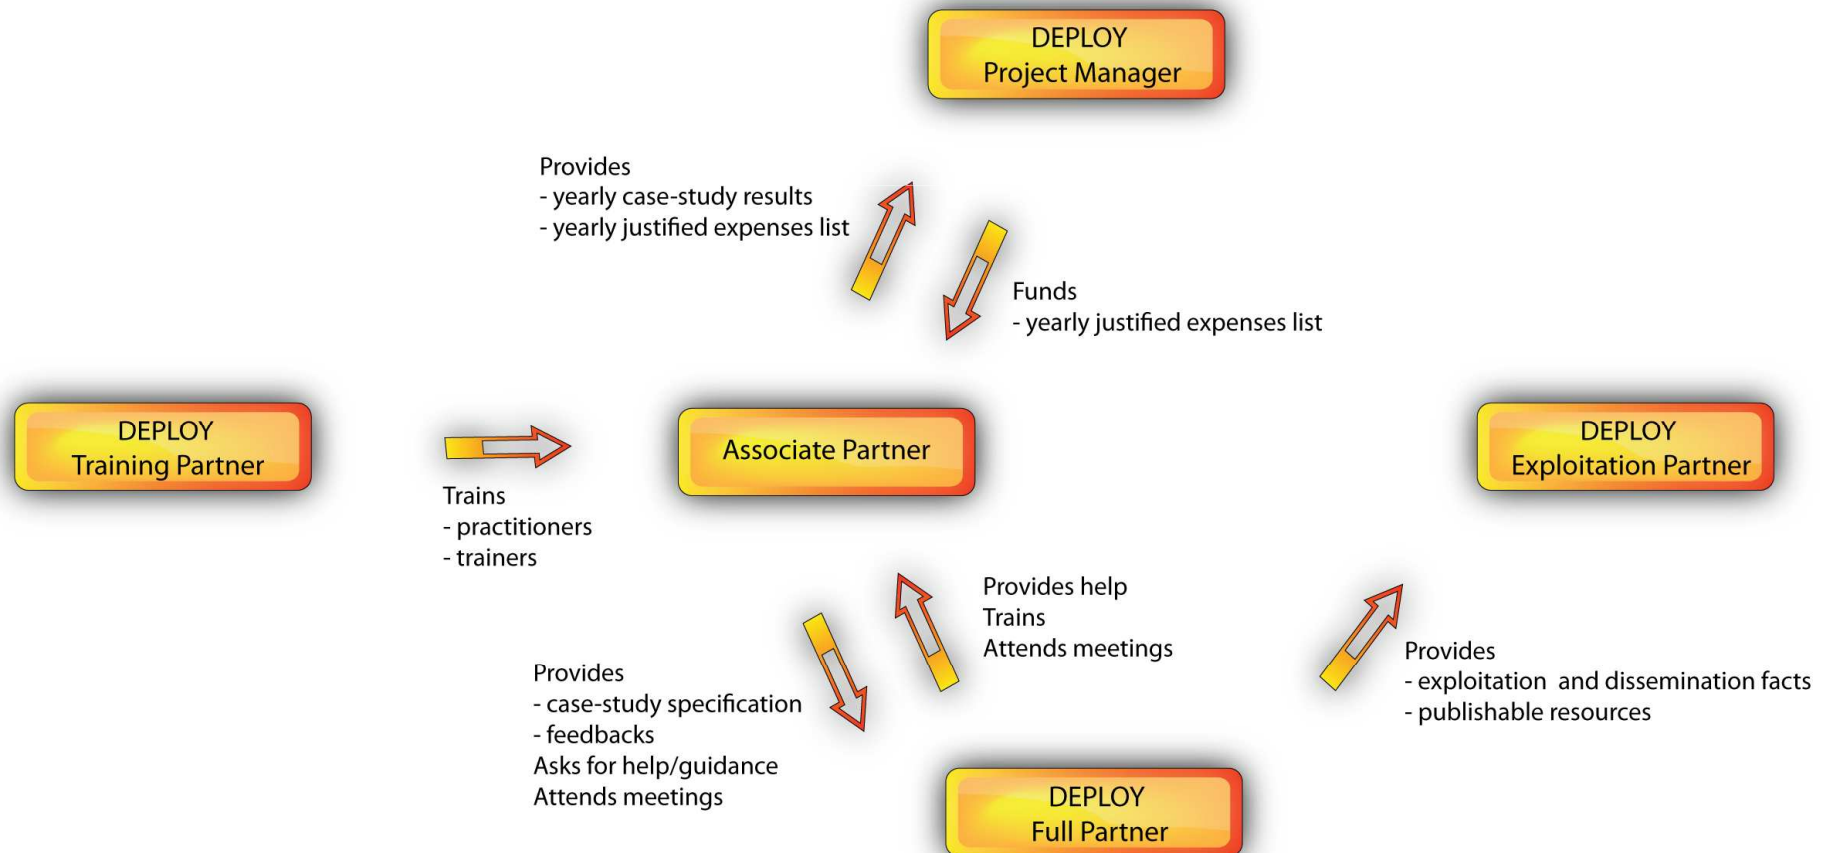 DEPLOY
Project Manager
Provides
- yearly case-study results
- yearly justified expenses list
Funds
- yearly justified expenses list
DEPLOY
Training Partner
Trains
- practitioners
- trainers
Associate Partner
DEPLOY
Exploitation Partner
Provides help
Trains
Attends meetings
Provides
- case-study specification
- feedbacks
Asks for help/guidance
Attends meetings
Provides
- exploitation  and dissemination facts
- publishable resources
DEPLOY
Full Partner